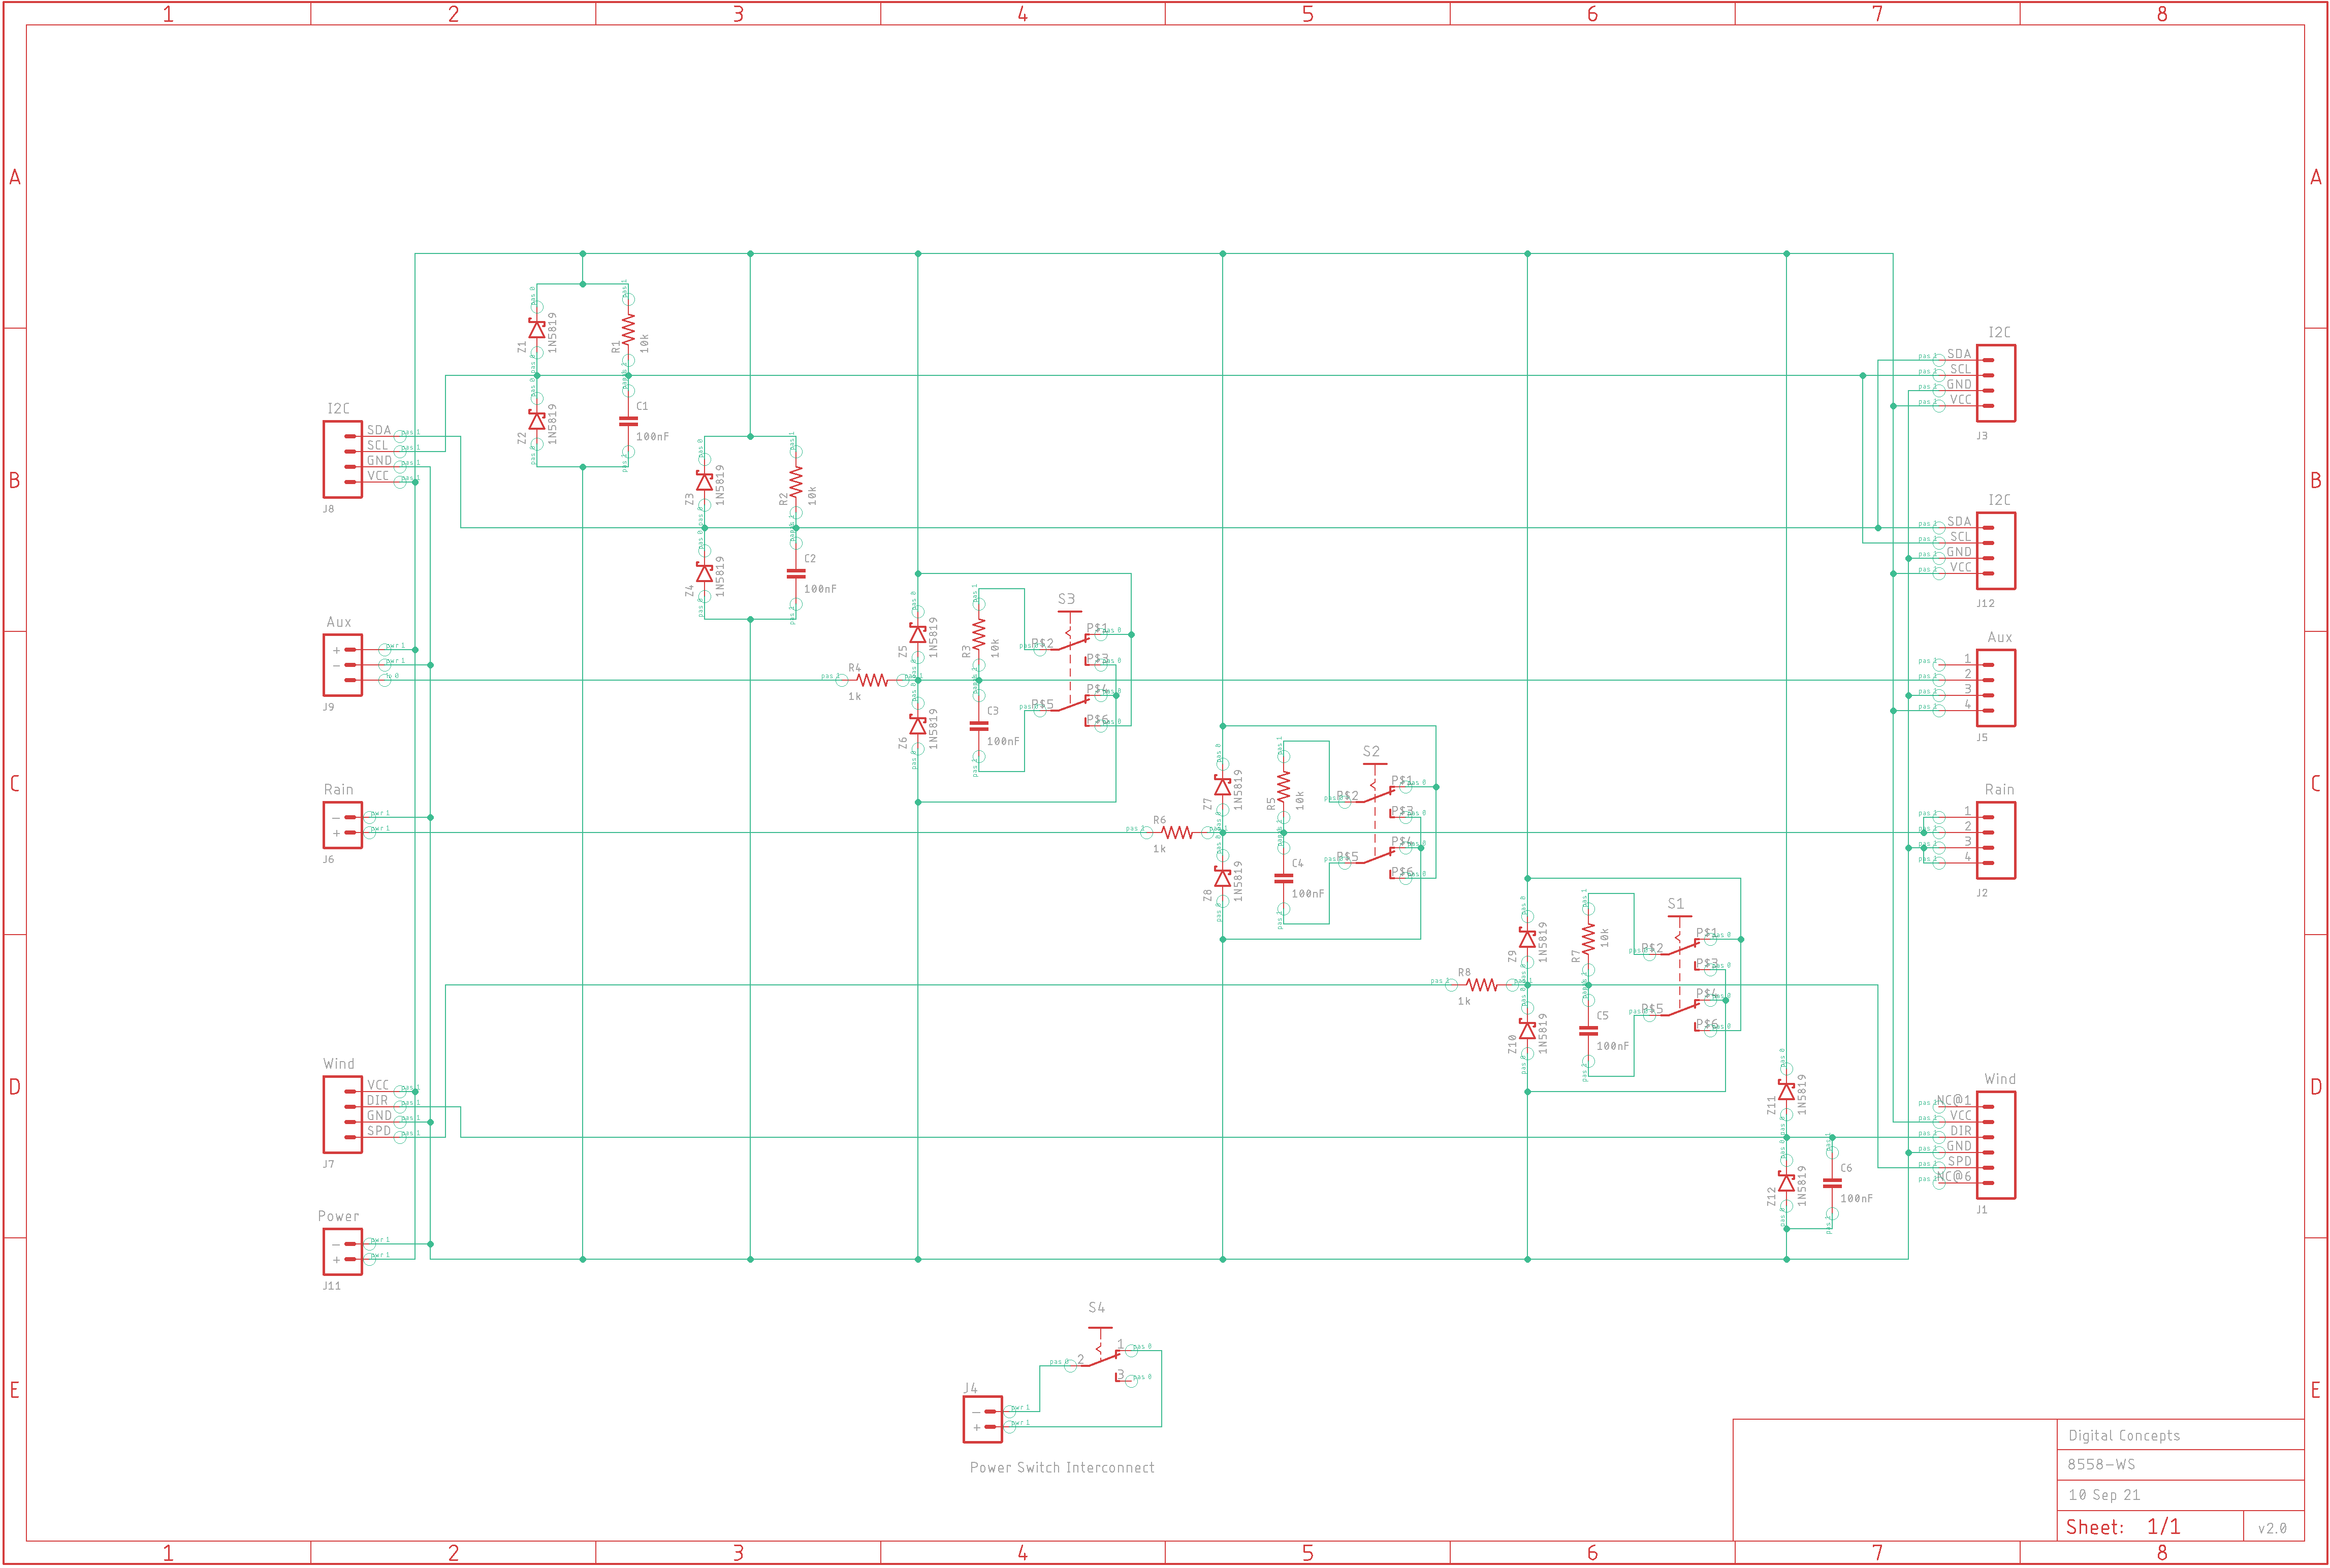 1 2 3 4 5 6 7 8
A A
I2C
SDA
SCL
GND
VCC
J3
Z1
1N5819
R1
10k
B B
I2C
SDA
SCL
GND
VCC
J8
Z2
1N5819
C1
100nF
Z3
1N5819
R2
10k
I2C
SDA
SCL
GND
VCC
J12
Z4
1N5819
C2
100nF
Aux
+
-
J9
R4
1k
Z5
1N5819
R3
10k
S3
P$1
P$2
P$3
P$4
P$5
P$6
Z6
1N5819
C3
100nF
Aux
1
2
3
4
J5
C C
Rain
-
+
J6
R6
1k
Z7
1N5819
R5
10k
S2
P$1
P$2
P$3
P$4
P$5
P$6
Z8
1N5819
C4
100nF
Rain
1
2
3
4
J2
R8
1k
Z9
1N5819
R7
10k
S1
P$1
P$2
P$3
P$4
P$5
P$6
Z10
1N5819
C5
100nF
D D
Wind
VCC
DIR
GND
SPD
J7
Z11
1N5819
Z12
1N5819
C6
100nF
Wind
NC@1
VCC
DIR
GND
SPD
NC@6
J1
Power
-
+
J11
E E
S4
1
2
3
J4
-
+
Power Switch Interconnect
Digital Concepts
8558-WS
10 Sep 21
Sheet: 1/1
v2.0
1 2 3 4 5 6 7 8